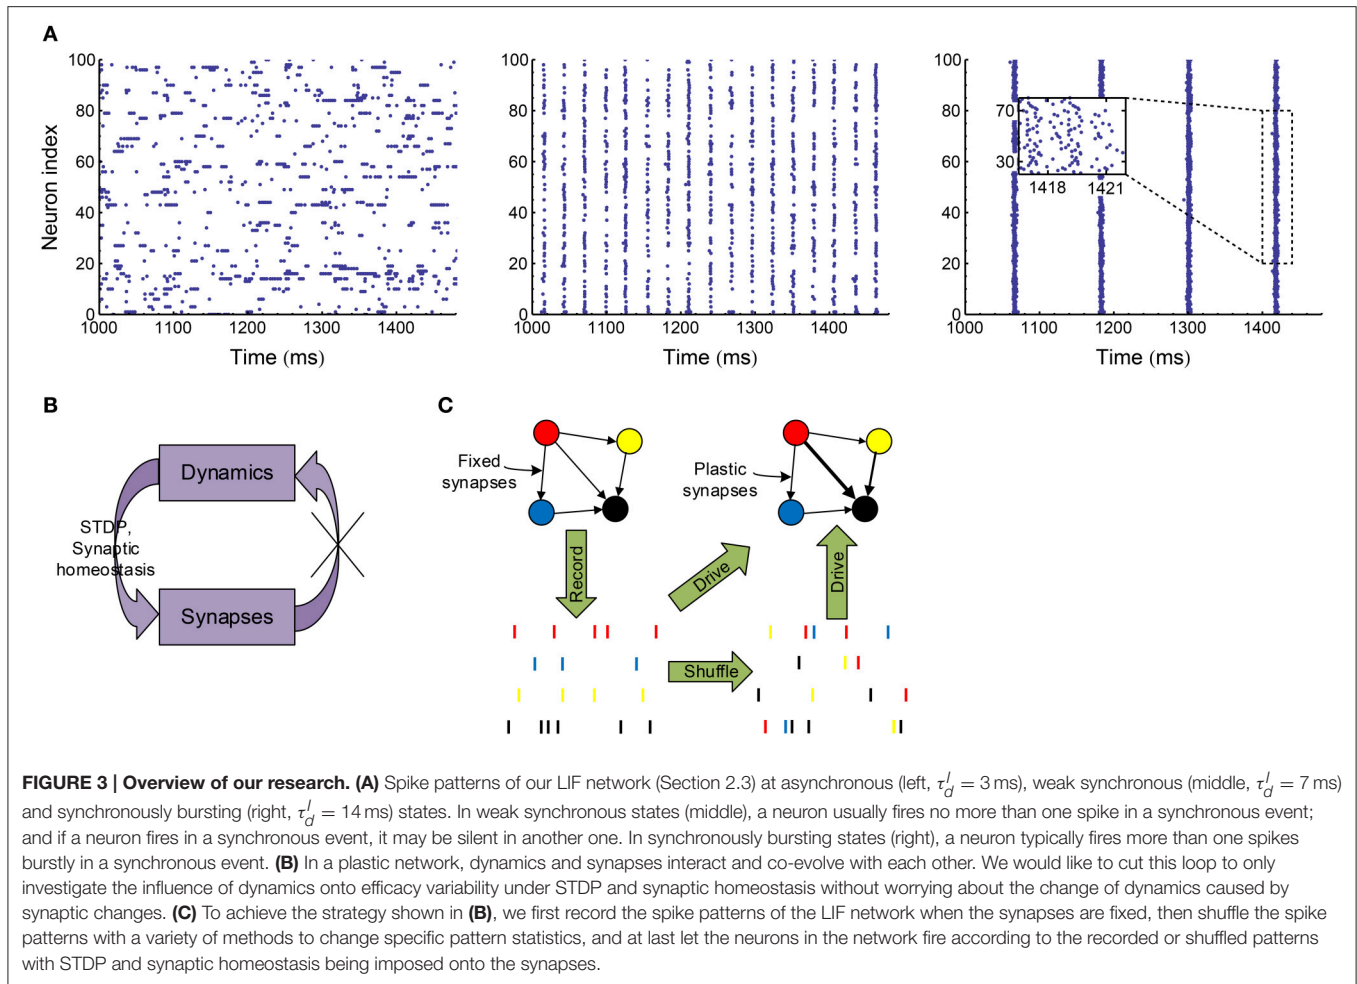 A
100
80
60
40
20
0
Neuron index
1000
1100
1200
1300
1400
Time (ms)
100
80
60
40
20
0
1000
1100
1200
1300
1400
Time (ms)
100
80
60
40
20
0
70
30
1418
1421
1000
1100
1200
1300
1400
Time (ms)
B
Dynamics
STDP,
Synaptic
homeostasis
Synapses
C
Fixed
synapses
Plastic
synapses
Record
Drive
Drive
Shuffle
FIGURE 3 | Overview of our research. (A) Spike patterns of our LIF network (Section 2.3) at asynchronous (left, τ_d^I = 3 ms), weak synchronous (middle, τ_d^I = 7 ms)
and synchronously bursting (right, τ_d^I = 14 ms) states. In weak synchronous states (middle), a neuron usually fires no more than one spike in a synchronous event;
and if a neuron fires in a synchronous event, it may be silent in another one. In synchronously bursting states (right), a neuron typically fires more than one spikes
burstly in a synchronous event. (B) In a plastic network, dynamics and synapses interact and co-evolve with each other. We would like to cut this loop to only
investigate the influence of dynamics onto efficacy variability under STDP and synaptic homeostasis without worrying about the change of dynamics caused by
synaptic changes. (C) To achieve the strategy shown in (B), we first record the spike patterns of the LIF network when the synapses are fixed, then shuffle the spike
patterns with a variety of methods to change specific pattern statistics, and at last let the neurons in the network fire according to the recorded or shuffled patterns
with STDP and synaptic homeostasis being imposed onto the synapses.